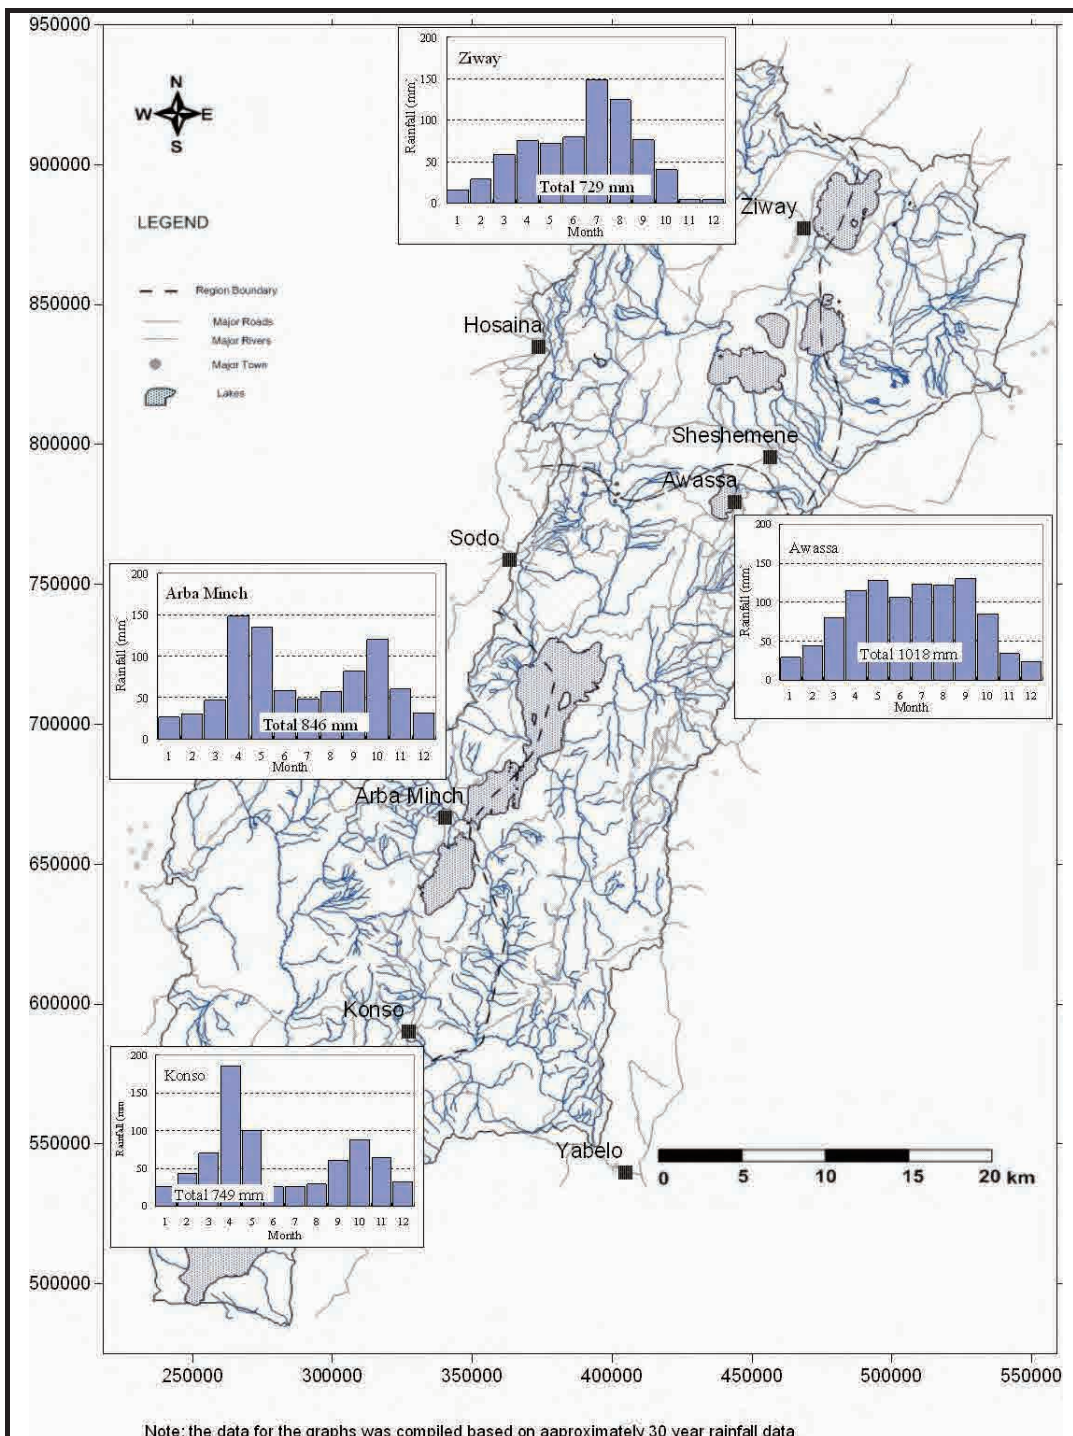 950000
900000
850000
800000
750000
700000
650000
600000
550000
500000
N
W E
S
LEGEND
Region Boundary
Major Roads
Major Rivers
Major Town
Lakes
Ziway
Rainfall (mm)
200
150
100
50
0
Total 729 mm
1 2 3 4 5 6 7 8 9 10 11 12
Month
Ziway
Hosaina
Sheshemene
Awassa
Sodo
Awassa
Rainfall (mm)
200
150
100
50
0
Total 1018 mm
1 2 3 4 5 6 7 8 9 10 11 12
Month
Arba Minch
Rainfall (mm)
200
150
100
50
0
Total 846 mm
1 2 3 4 5 6 7 8 9 10 11 12
Month
Arba Minch
Konso
Konso
Rainfall (mm
200
150
100
50
0
Total 749 mm
1 2 3 4 5 6 7 8 9 10 11 12
Month
Yabelo
0 5 10 15 20 km
250000 300000 350000 400000 450000 500000 550000
Note: the data for the graphs was compiled based on aaproximately 30 year rainfall data